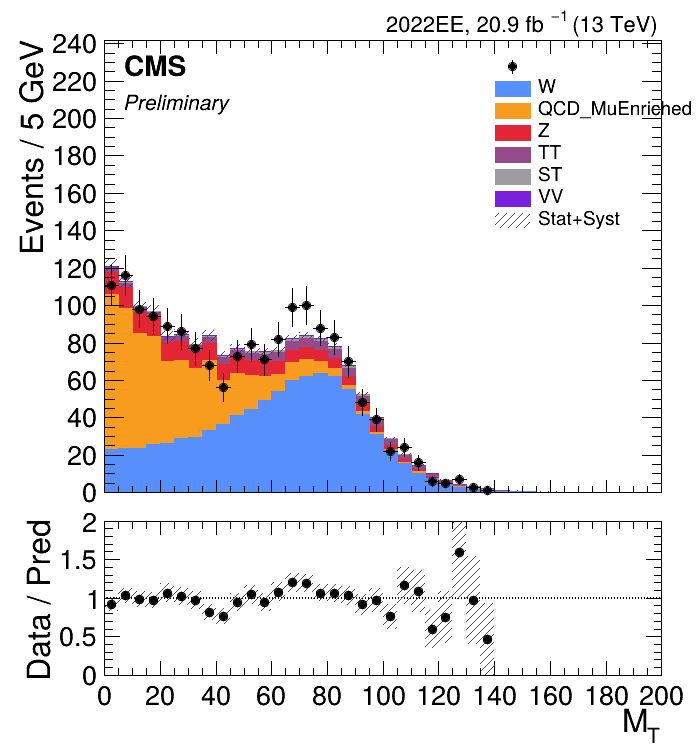 2022EE, 20.9 fb⁻¹ (13 TeV)
CMS
Preliminary
W
QCD_MuEnriched
Z
TT
ST
VV
Stat+Syst
Events / 5 GeV
240
220
200
180
160
140
120
100
80
60
40
20
0
Data / Pred
2
1.5
1
0.5
0
0 20 40 60 80 100 120 140 160 180 200
M_T